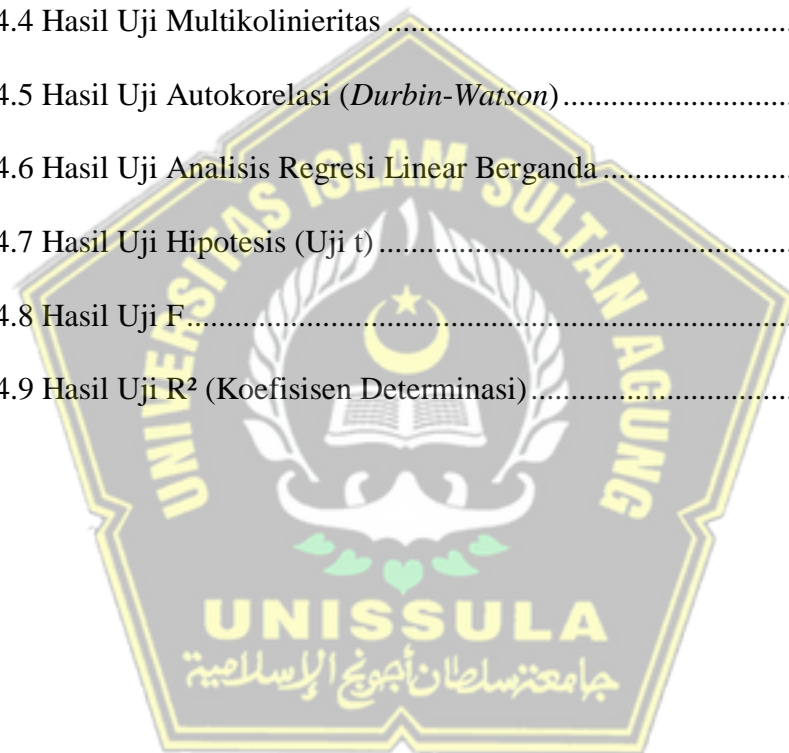 4.4 Hasil Uji Multikolinieritas ............................................................
4.5 Hasil Uji Autokorelasi (Durbin-Watson) ............................................................
4.6 Hasil Uji Analisis Regresi Linear Berganda ............................................................
4.7 Hasil Uji Hipotesis (Uji t) ............................................................
4.8 Hasil Uji F ............................................................
4.9 Hasil Uji R² (Koefisisen Determinasi) ............................................................
UNIVERSITAS ISLAM SULTAN AGUNG
UNISSULA
جامعة سلطان أجونج الإسلامية